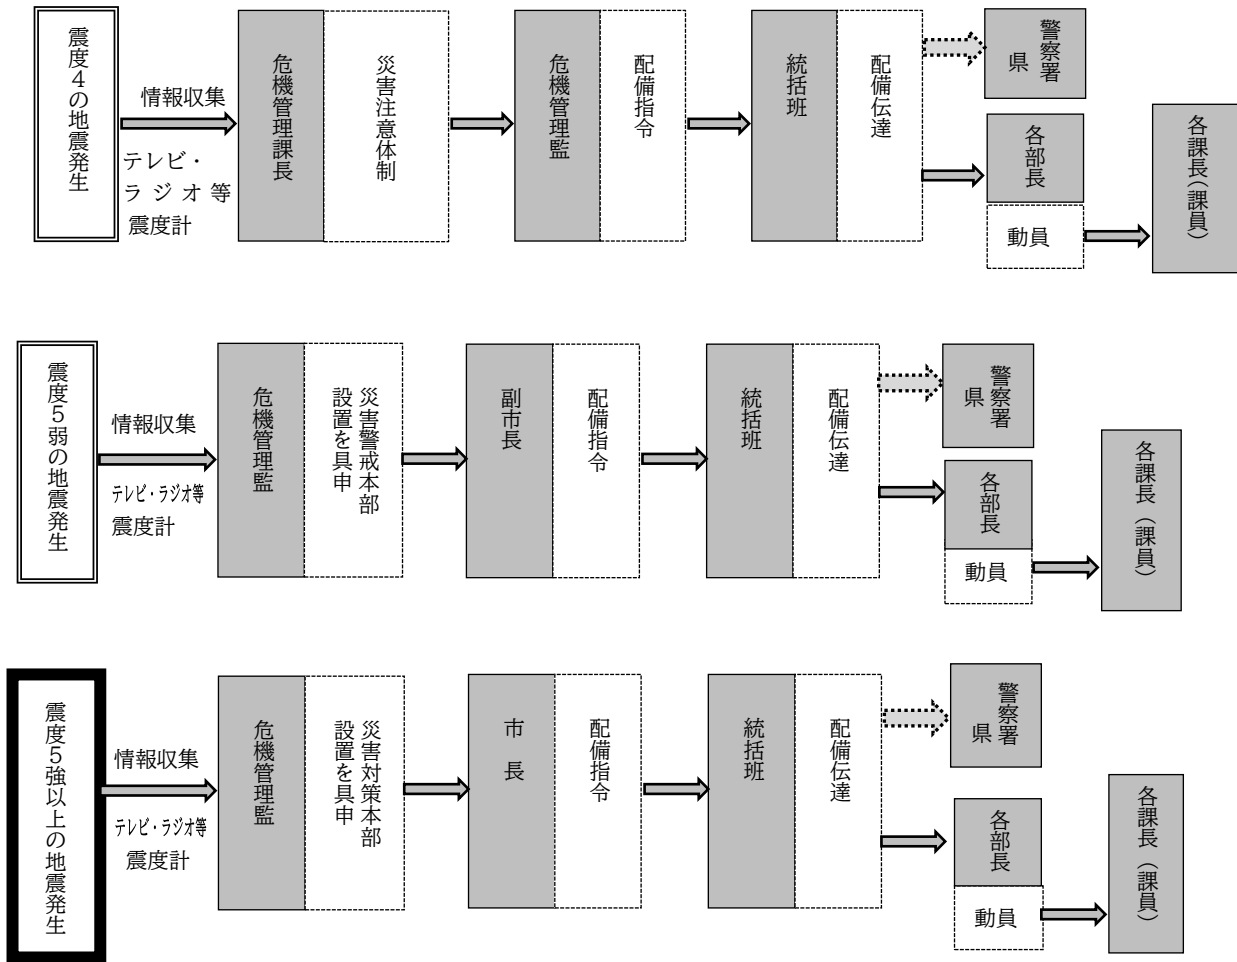 震度４の地震発生
情報収集
テレビ・
ラジオ等
震度計
危機管理課長
災害注意体制
危機管理監
配備指令
統括班
配備伝達
警察署
県
各部長
動員
各課長（課員）
震度５弱の地震発生
情報収集
テレビ・ラジオ等
震度計
危機管理監
災害警戒本部
設置を具申
副市長
配備指令
統括班
配備伝達
警察署
県
各部長
動員
各課長（課員）
震度５強以上の地震発生
情報収集
テレビ・ラジオ等
震度計
危機管理監
災害対策本部
設置を具申
市　長
配備指令
統括班
配備伝達
警察署
県
各部長
動員
各課長（課員）